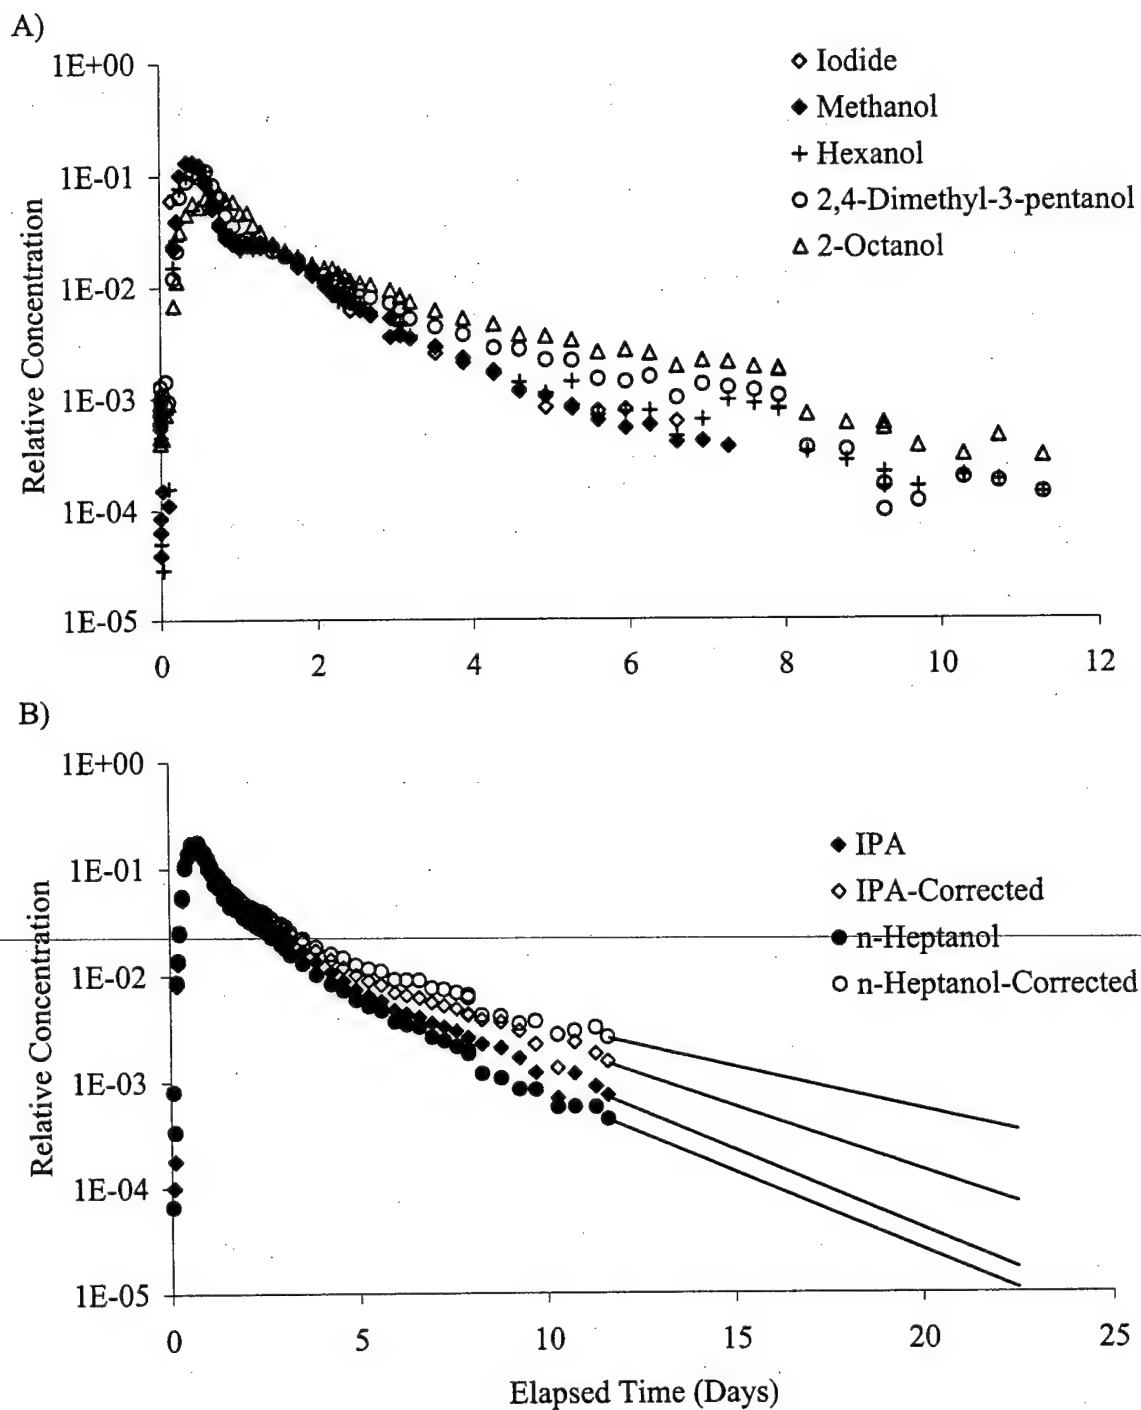 A)
1E+00
1E-01
1E-02
1E-03
1E-04
1E-05
Relative Concentration
Iodide
Methanol
Hexanol
2,4-Dimethyl-3-pentanol
2-Octanol
0 2 4 6 8 10 12
B)
1E+00
1E-01
1E-02
1E-03
1E-04
1E-05
Relative Concentration
IPA
IPA-Corrected
n-Heptanol
n-Heptanol-Corrected
0 5 10 15 20 25
Elapsed Time (Days)